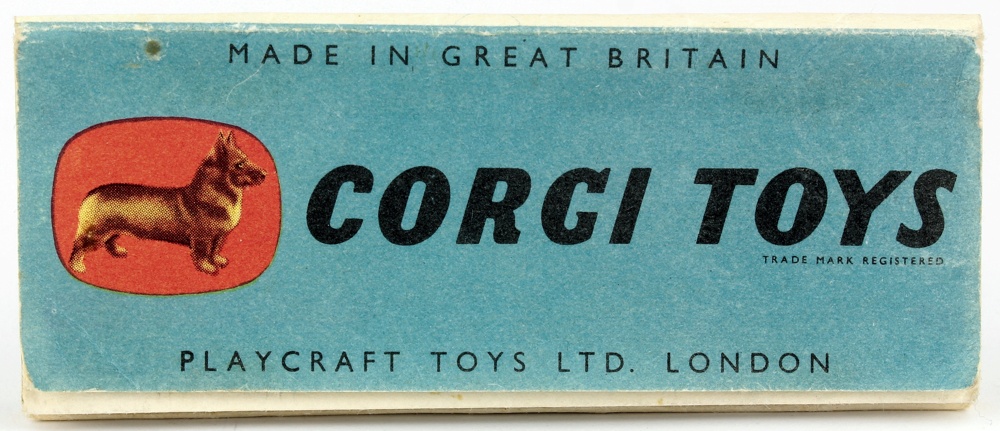 MADE IN GREAT BRITAIN
CORGI TOYS
TRADE MARK REGISTERED
PLAYCRAFT TOYS LTD. LONDON